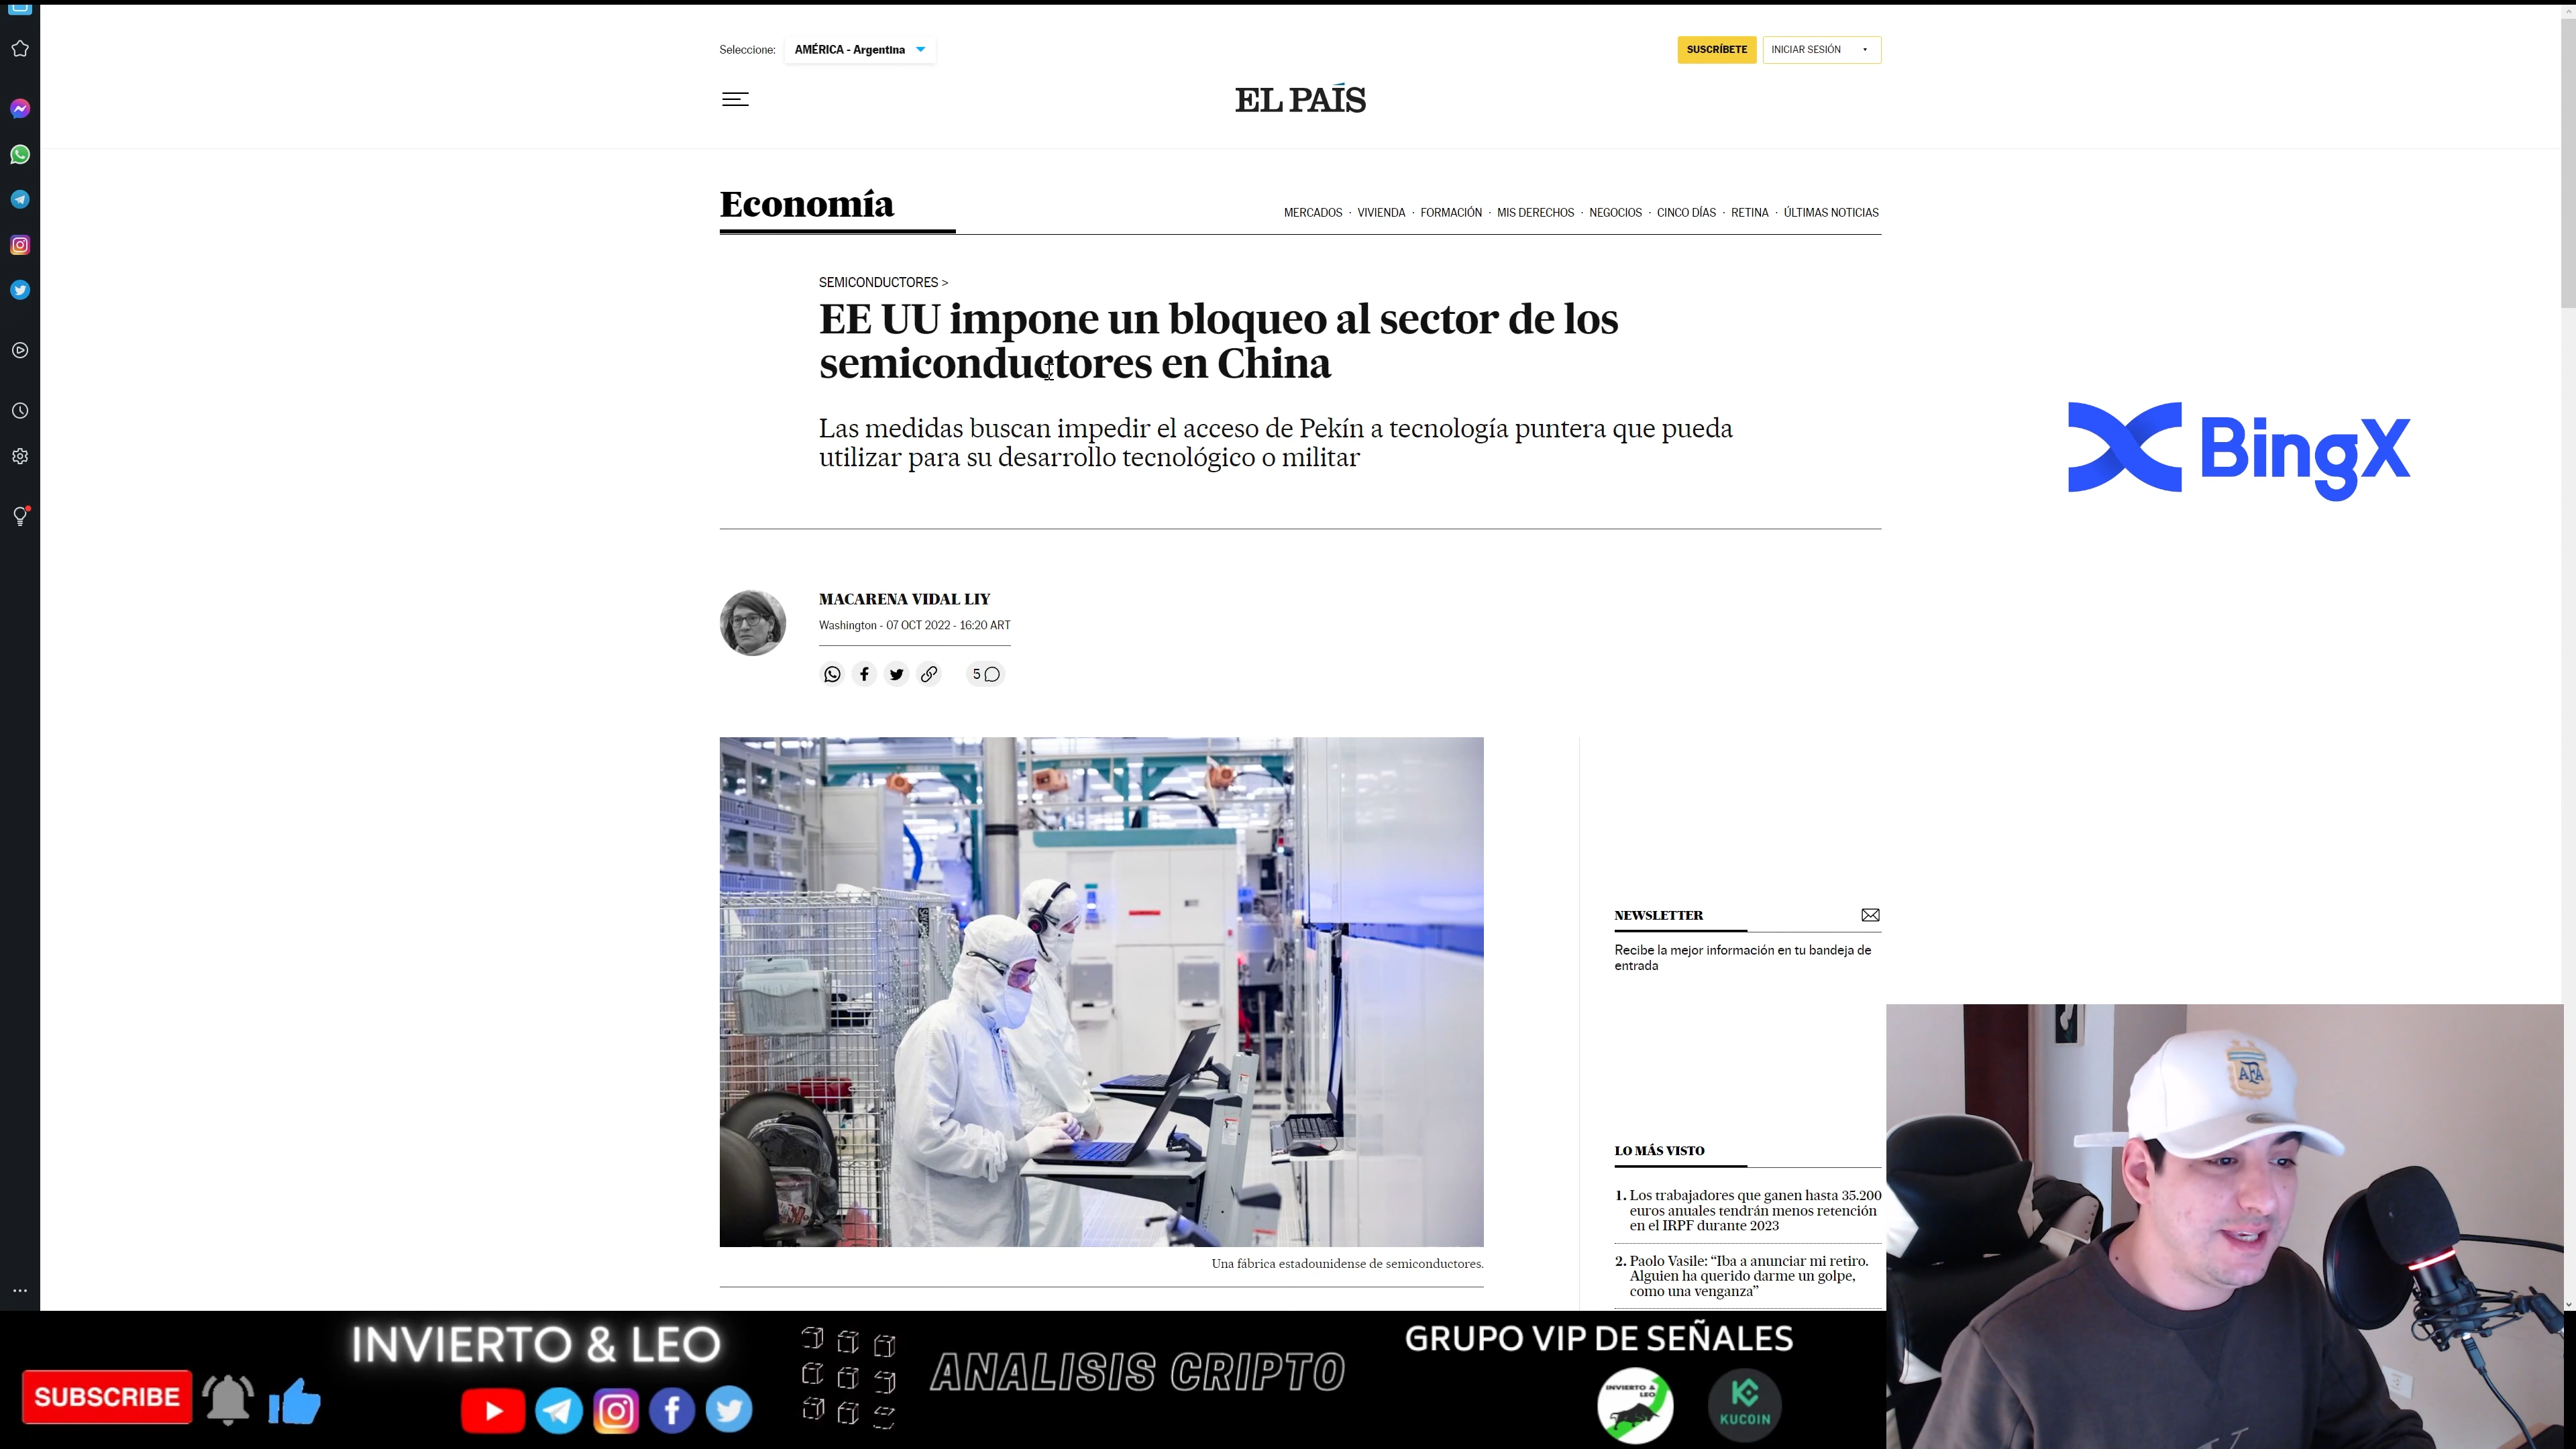 Seleccione:
AMÉRICA - Argentina
SUSCRÍBETE
INICIAR SESIÓN
EL PAÍS
Economía
MERCADOS · VIVIENDA · FORMACIÓN · MIS DERECHOS · NEGOCIOS · CINCO DÍAS · RETINA · ÚLTIMAS NOTICIAS
SEMICONDUCTORES >
EE UU impone un bloqueo al sector de los
semiconductores en China
Las medidas buscan impedir el acceso de Pekín a tecnología puntera que pueda
utilizar para su desarrollo tecnológico o militar
BingX
MACARENA VIDAL LIY
Washington - 07 OCT 2022 - 16:20 ART
5
Una fábrica estadounidense de semiconductores.
NEWSLETTER
Recibe la mejor información en tu bandeja de
entrada
LO MÁS VISTO
1. Los trabajadores que ganen hasta 35.200
euros anuales tendrán menos retención
en el IRPF durante 2023
2. Paolo Vasile: “Iba a anunciar mi retiro.
Alguien ha querido darme un golpe,
como una venganza”
AFA
SUBSCRIBE
INVIERTO & LEO
ANALISIS CRIPTO
GRUPO VIP DE SEÑALES
INVIERTO &
LEO
KUCOIN